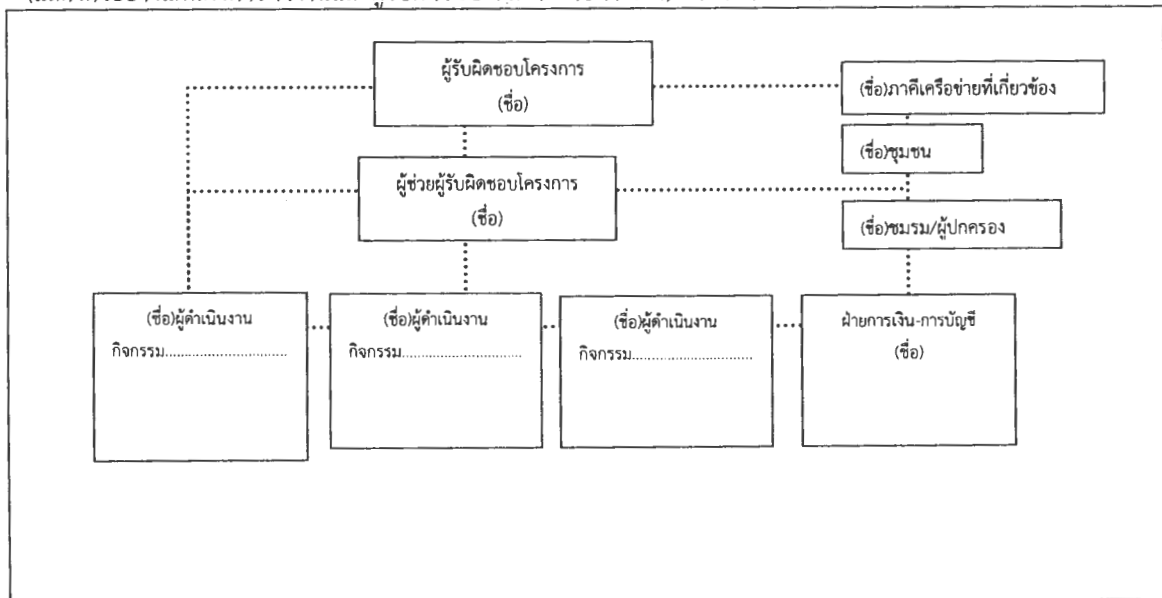 ผู้รับผิดชอบโครงการ
(ชื่อ)
(ชื่อ)ภาคีเครือข่ายที่เกี่ยวข้อง
(ชื่อ)ชุมชน
ผู้ช่วยผู้รับผิดชอบโครงการ
(ชื่อ)
(ชื่อ)ชมรม/ผู้ปกครอง
(ชื่อ)ผู้ดำเนินงาน
กิจกรรม................................
(ชื่อ)ผู้ดำเนินงาน
กิจกรรม................................
(ชื่อ)ผู้ดำเนินงาน
กิจกรรม................................
ฝ่ายการเงิน-การบัญชี
(ชื่อ)